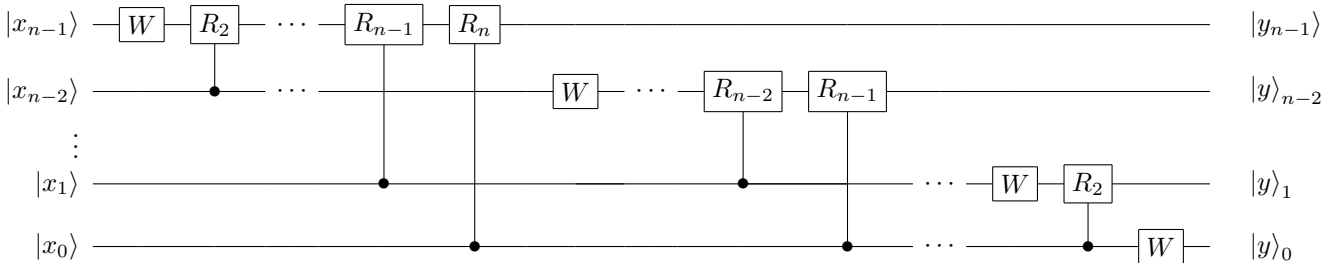 |x_{n−1}⟩ W R_2 ⋯ R_{n−1} R_n |y_{n−1}⟩
|x_{n−2}⟩ ⋯ W ⋯ R_{n−2} R_{n−1} |y⟩_{n−2}
⋮
|x_1⟩ ⋯ W R_2 |y⟩_1
|x_0⟩ ⋯ W |y⟩_0